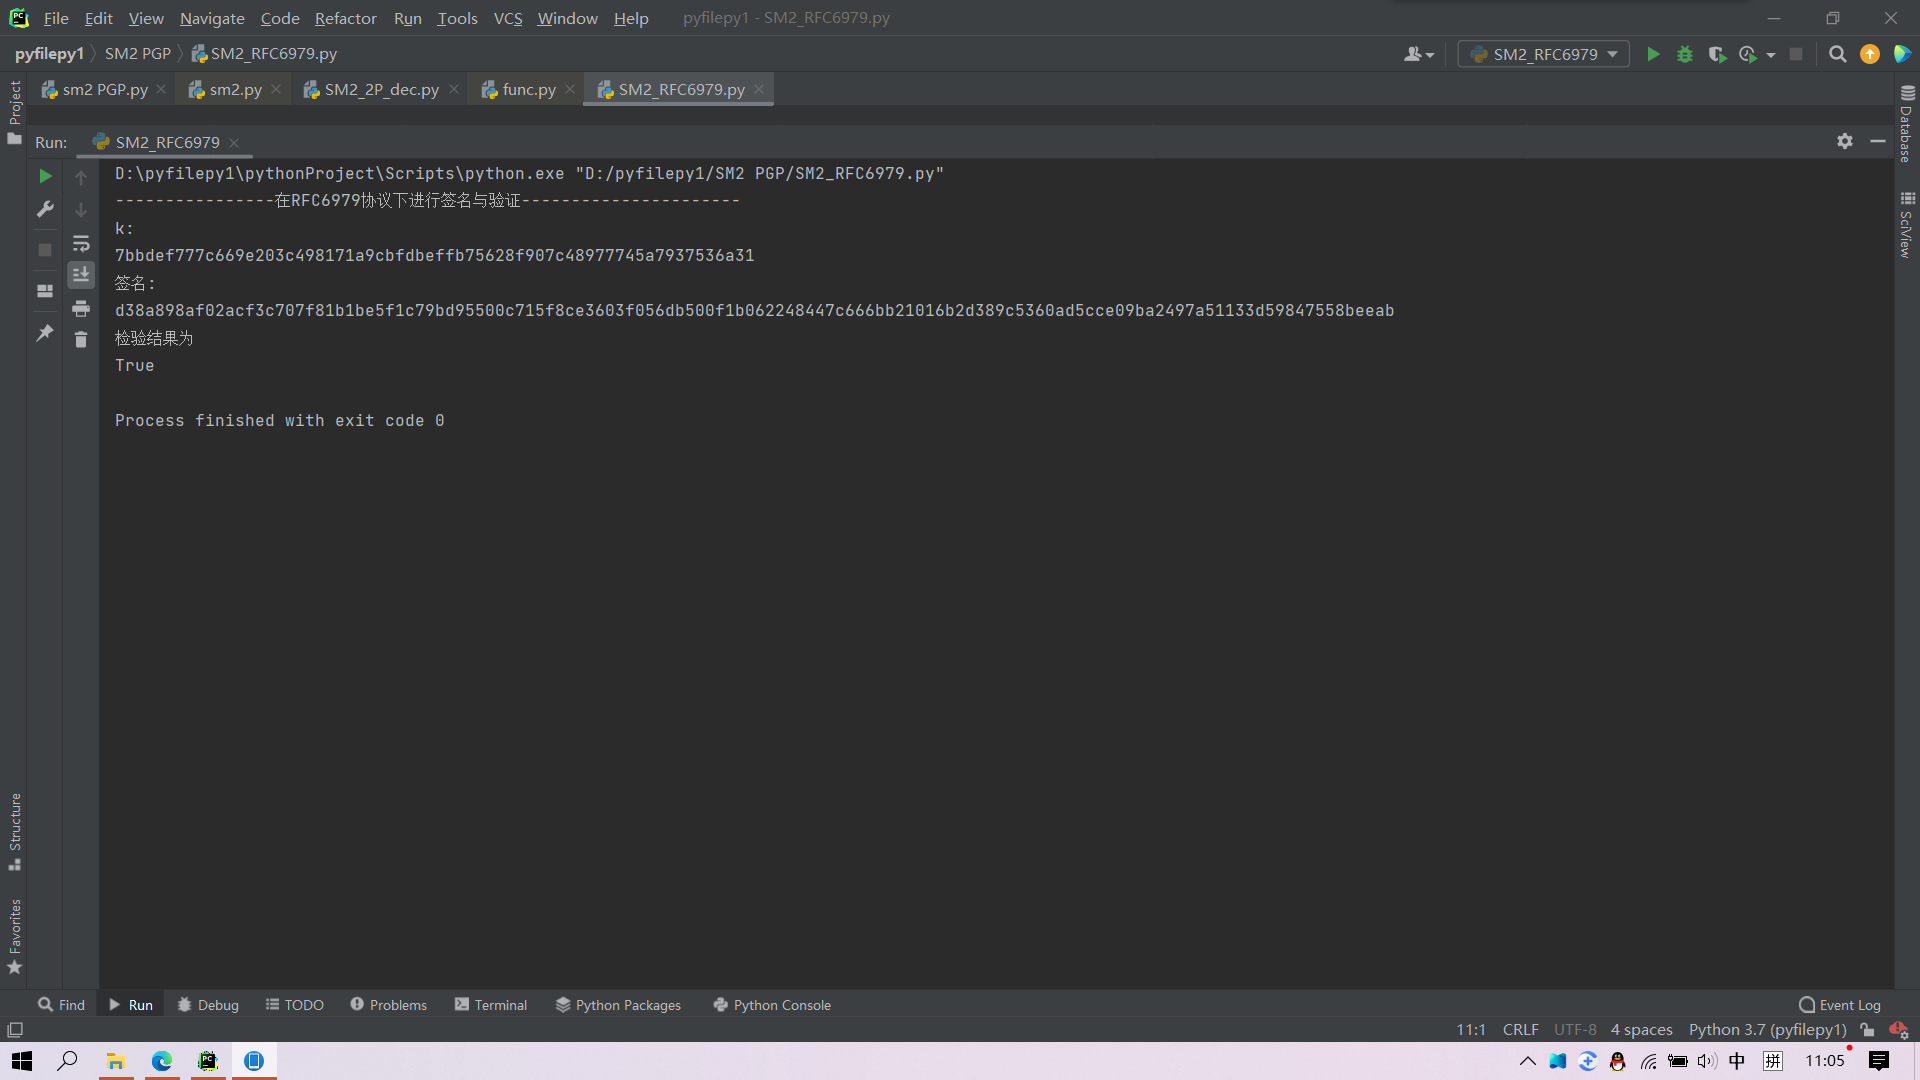 File Edit View Navigate Code Refactor Run Tools VCS Window Help pyfilepy1 - SM2_RFC6979.py
pyfilepy1 SM2 PGP SM2_RFC6979.py SM2_RFC6979
sm2 PGP.py sm2.py SM2_2P_dec.py func.py SM2_RFC6979.py
Project
Database
SciView
Run: SM2_RFC6979
D:\pyfilepy1\pythonProject\Scripts\python.exe "D:/pyfilepy1/SM2 PGP/SM2_RFC6979.py"
----------------在RFC6979协议下进行签名与验证----------------------
k:
7bbdef777c669e203c498171a9cbfdbeffb75628f907c48977745a7937536a31
签名:
d38a898af02acf3c707f81b1be5f1c79bd95500c715f8ce3603f056db500f1b062248447c666bb21016b2d389c5360ad5cce09ba2497a51133d59847558beeab
检验结果为
True
Process finished with exit code 0
Structure
Favorites
Find Run Debug TODO Problems Terminal Python Packages Python Console Event Log
11:1 CRLF UTF-8 4 spaces Python 3.7 (pyfilepy1)
中 拼 11:05